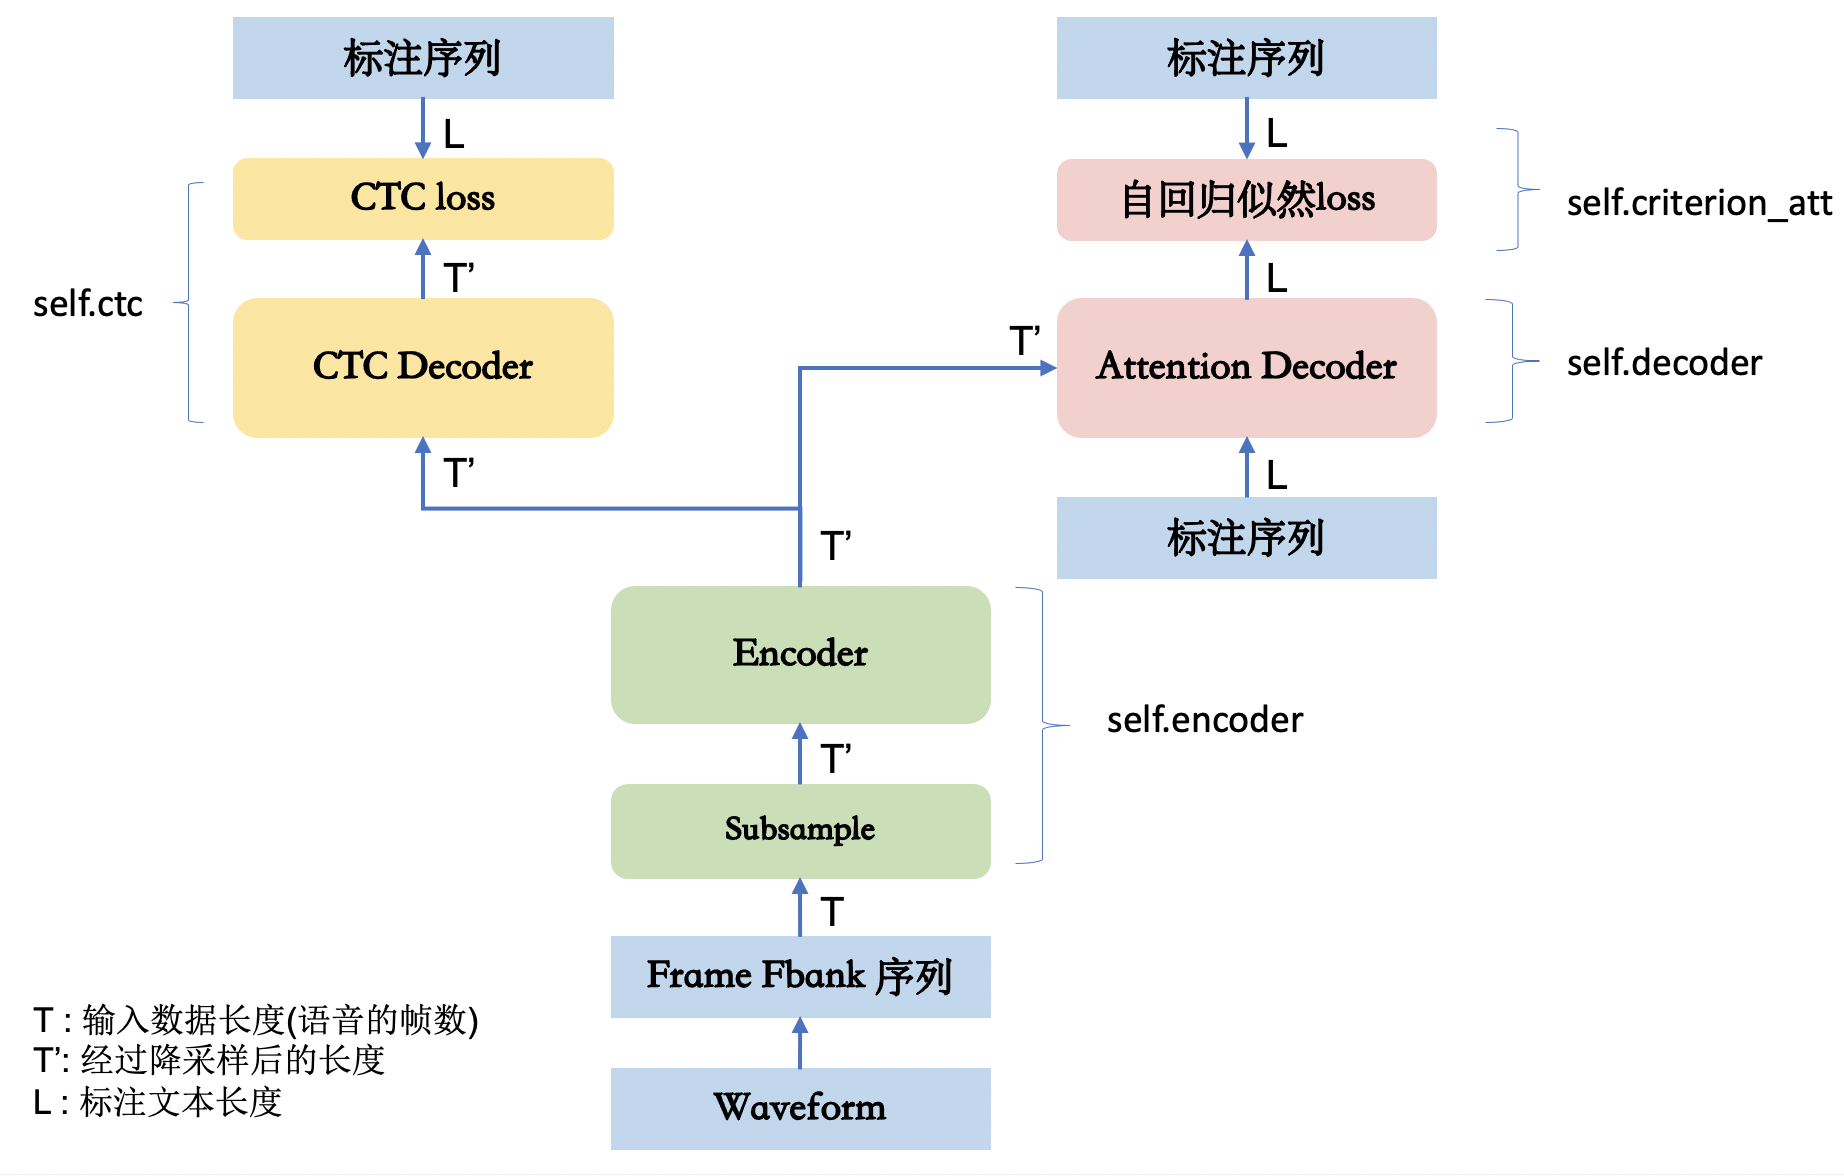 标注序列
标注序列
L
L
CTC loss
自回归似然loss
self.criterion_att
T’
L
self.ctc
CTC Decoder
T’
Attention Decoder
self.decoder
T’
L
标注序列
T’
Encoder
self.encoder
T’
Subsample
T
Frame Fbank 序列
T : 输入数据长度(语音的帧数)
T’: 经过降采样后的长度
L : 标注文本长度
Waveform